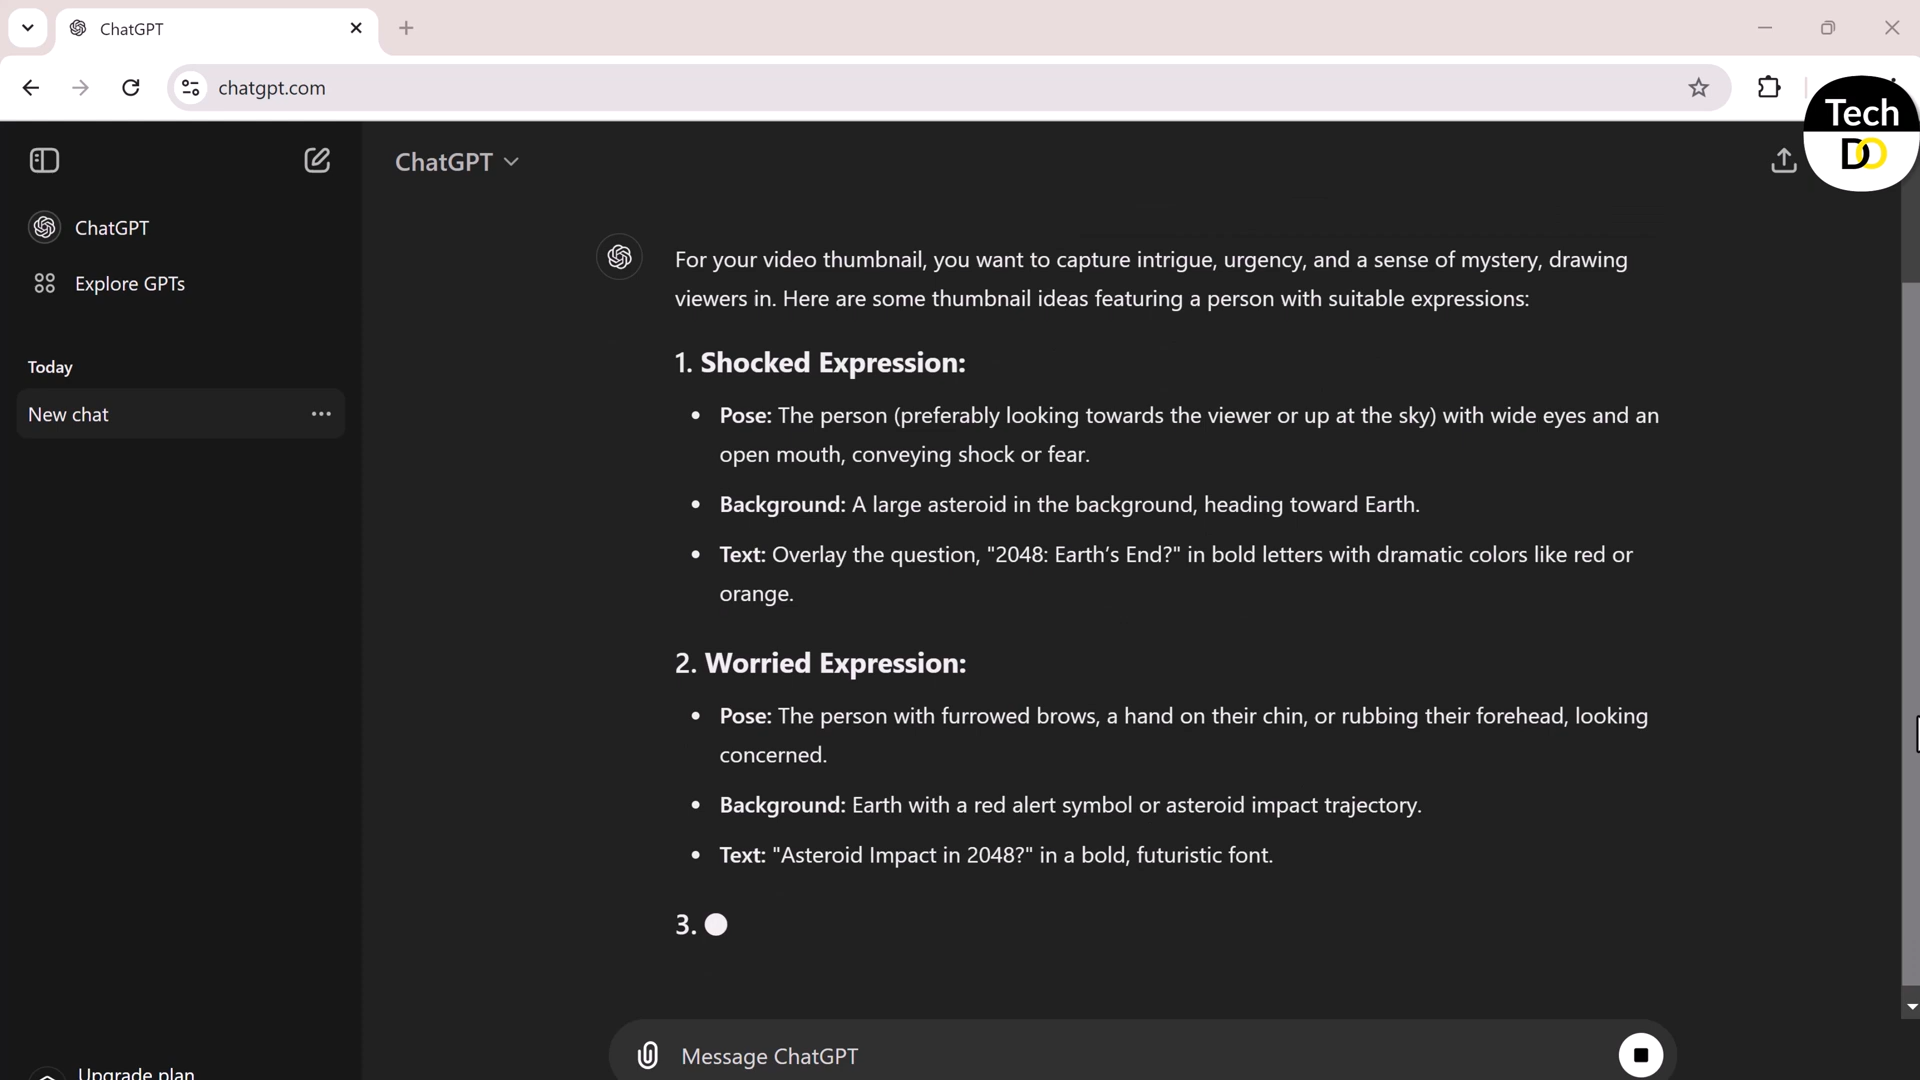 ChatGPT
chatgpt.com
Tech
DO
ChatGPT
ChatGPT
Explore GPTs
Today
New chat
For your video thumbnail, you want to capture intrigue, urgency, and a sense of mystery, drawing
viewers in. Here are some thumbnail ideas featuring a person with suitable expressions:
1. Shocked Expression:
• Pose: The person (preferably looking towards the viewer or up at the sky) with wide eyes and an
open mouth, conveying shock or fear.
• Background: A large asteroid in the background, heading toward Earth.
• Text: Overlay the question, "2048: Earth’s End?" in bold letters with dramatic colors like red or
orange.
2. Worried Expression:
• Pose: The person with furrowed brows, a hand on their chin, or rubbing their forehead, looking
concerned.
• Background: Earth with a red alert symbol or asteroid impact trajectory.
• Text: "Asteroid Impact in 2048?" in a bold, futuristic font.
3.
Message ChatGPT
Upgrade plan